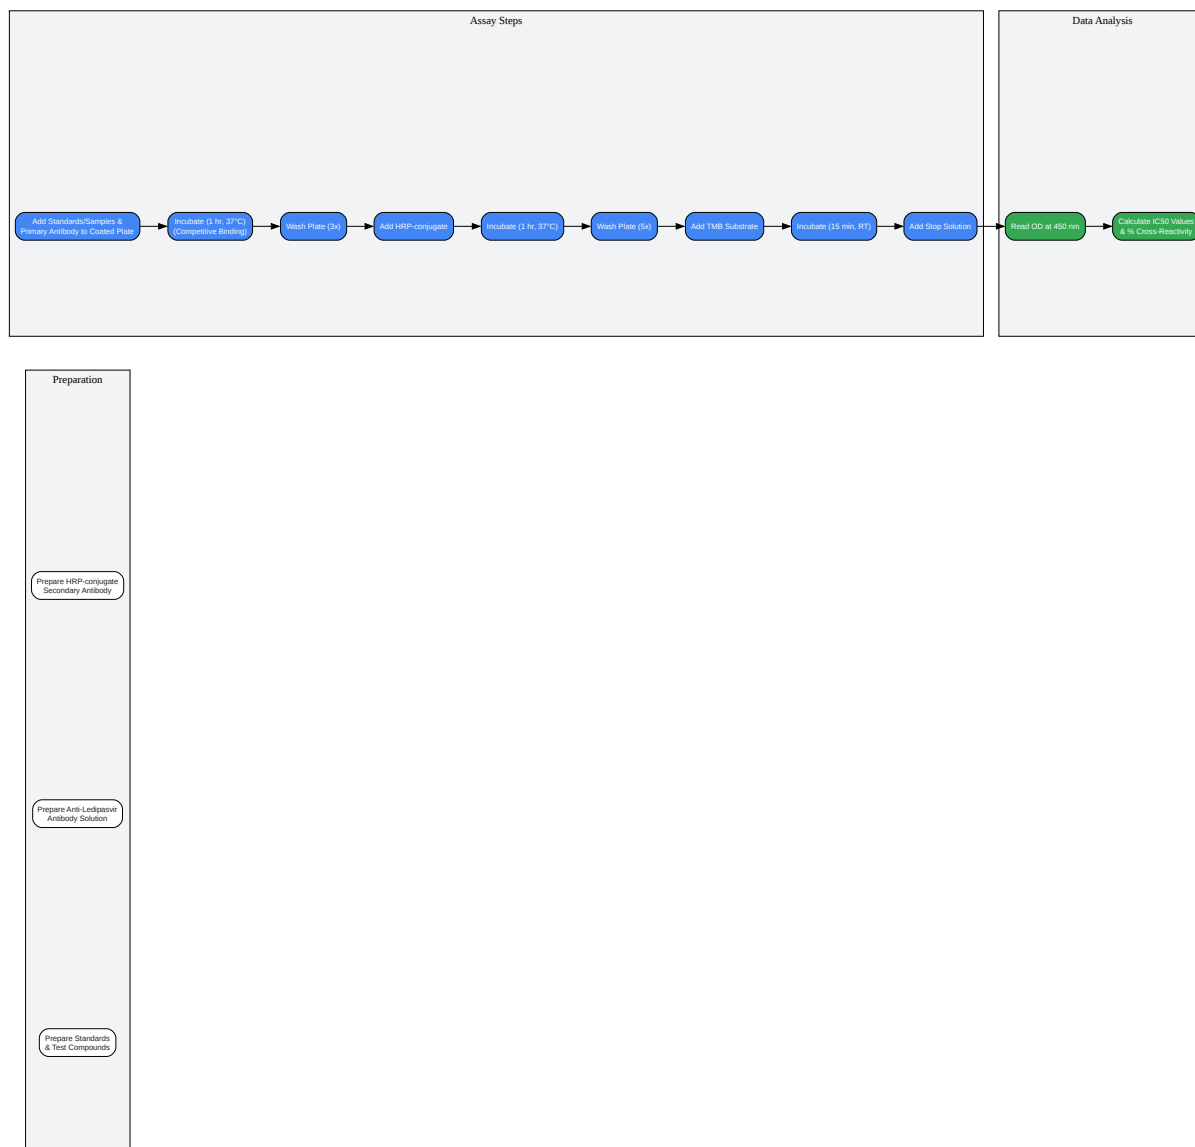 Assay Steps
Data Analysis
Add Standards/Samples &
Primary Antibody to Coated Plate
Incubate (1 hr, 37°C)
(Competitive Binding)
Wash Plate (3x)
Add HRP-conjugate
Incubate (1 hr, 37°C)
Wash Plate (5x)
Add TMB Substrate
Incubate (15 min, RT)
Add Stop Solution
Read OD at 450 nm
Calculate IC50 Values
& % Cross-Reactivity
Preparation
Prepare HRP-conjugate
Secondary Antibody
Prepare Anti-Ledipasvir
Antibody Solution
Prepare Standards
& Test Compounds